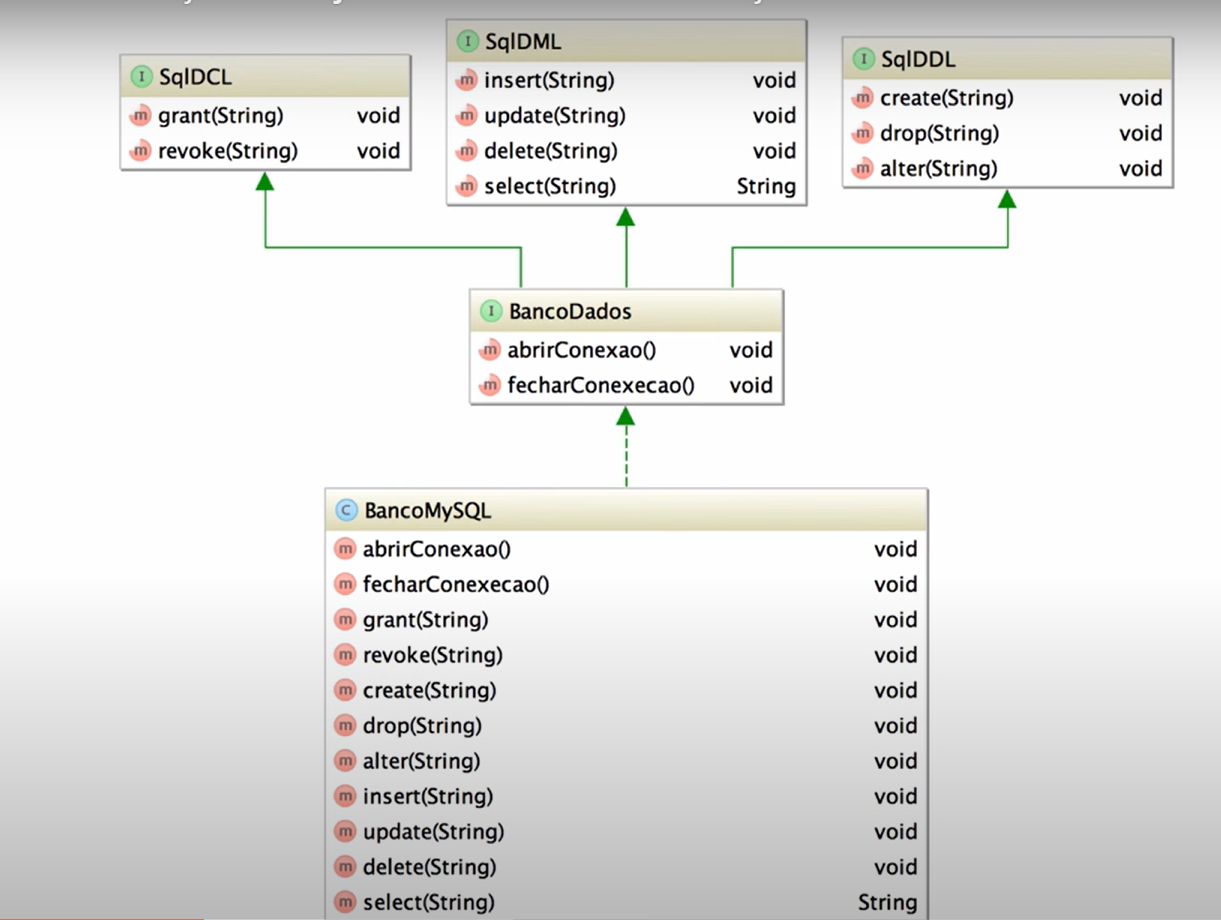 SqlDCL
grant(String) void
revoke(String) void
SqlDML
insert(String) void
update(String) void
delete(String) void
select(String) String
SqlDDL
create(String) void
drop(String) void
alter(String) void
BancoDados
abrirConexao() void
fecharConexecao() void
BancoMySQL
abrirConexao() void
fecharConexecao() void
grant(String) void
revoke(String) void
create(String) void
drop(String) void
alter(String) void
insert(String) void
update(String) void
delete(String) void
select(String) String